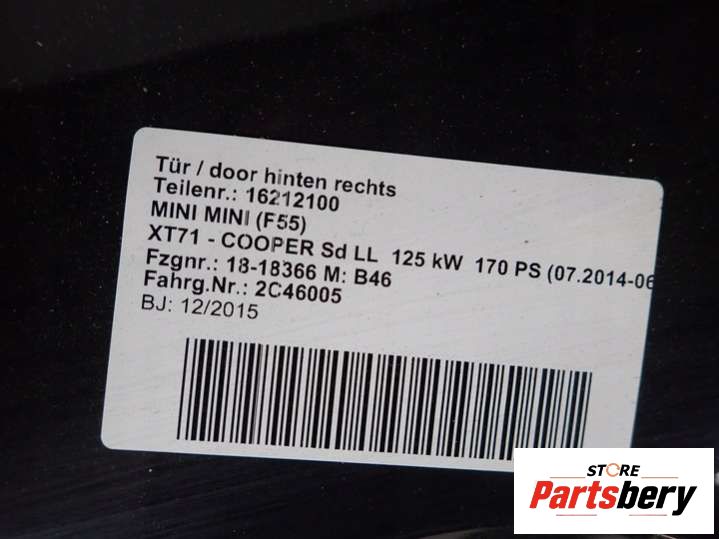 Tür / door hinten rechts
Teilenr.: 16212100
MINI MINI (F55)
XT71 - COOPER Sd LL 125 kW 170 PS (07.2014-06
Fzgnr.: 18-18366 M: B46
Fahrg.Nr.: 2C46005
BJ: 12/2015
STORE
Partsbery